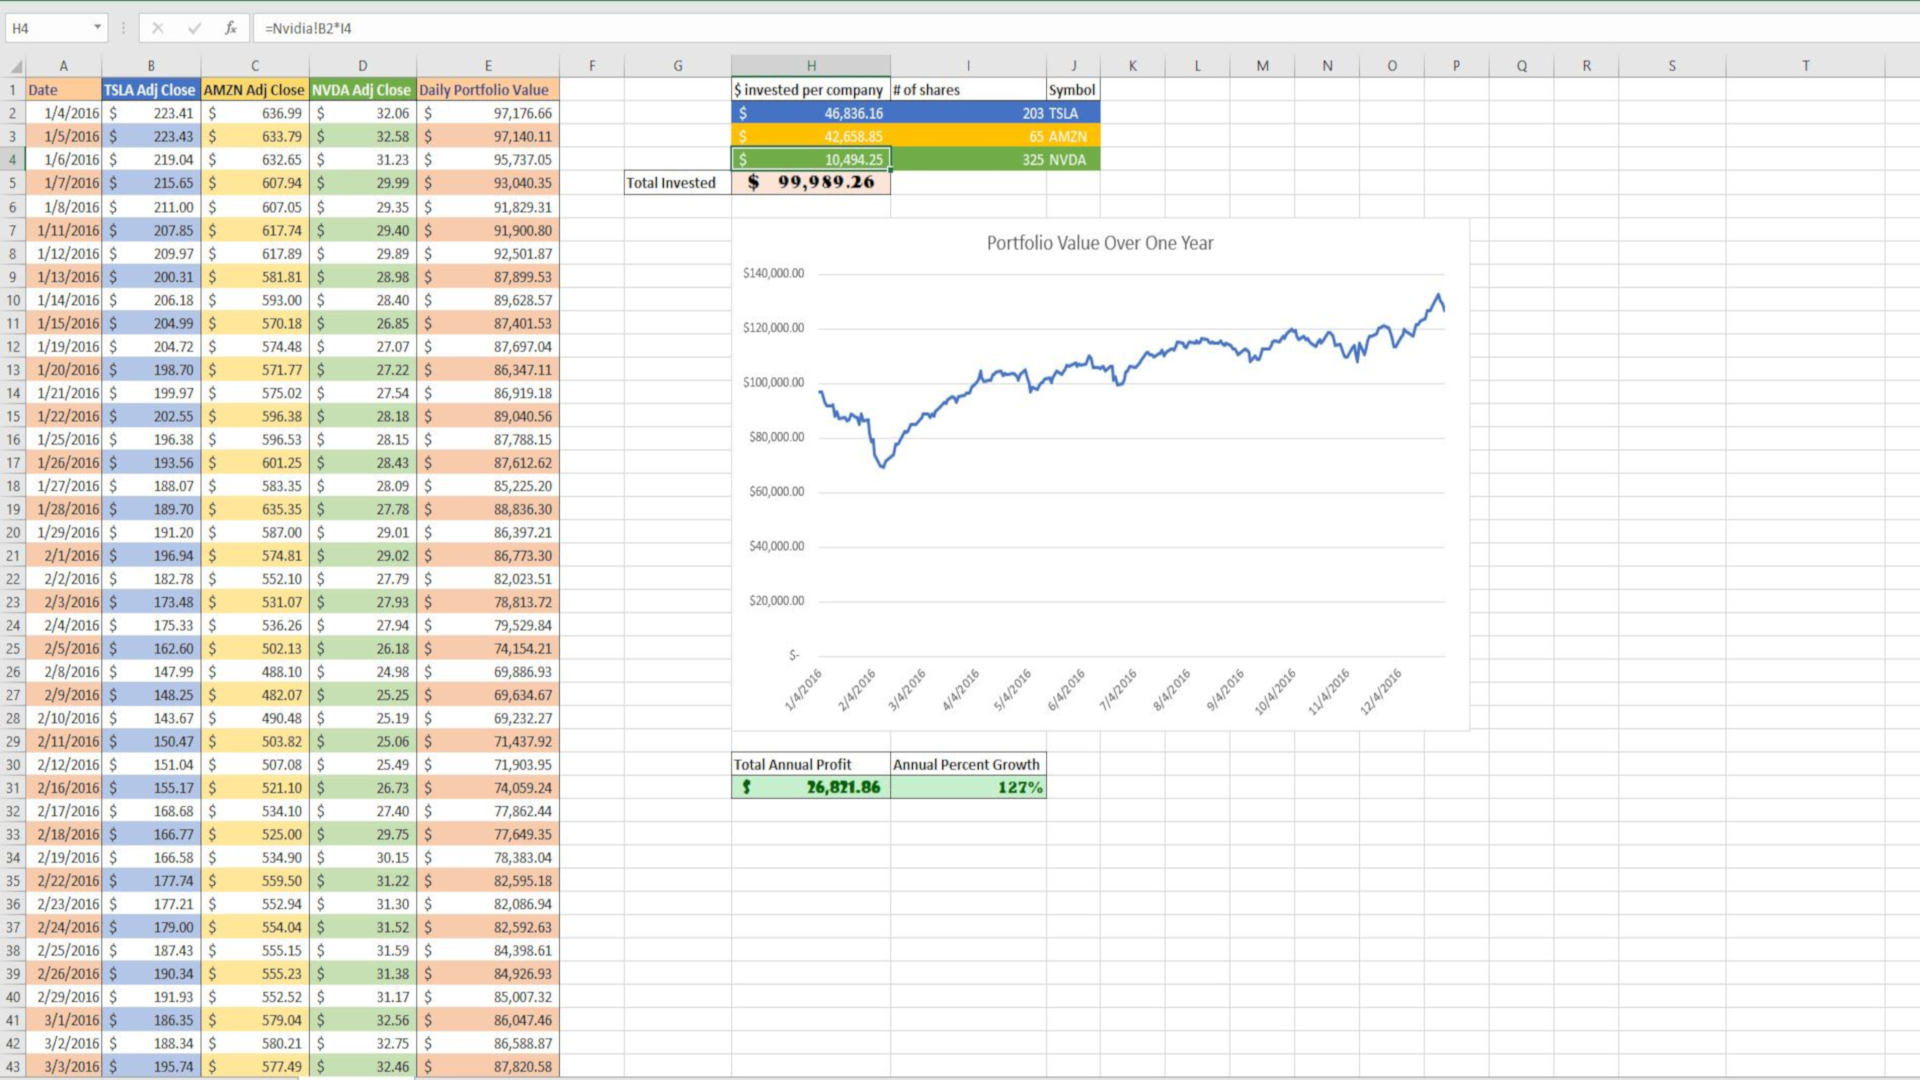 H4 fx =Nvidia!B2*I4
A B C D E F G H I J K L M N O P Q R S T
1 Date TSLA Adj Close AMZN Adj Close NVDA Adj Close Daily Portfolio Value $ invested per company # of shares Symbol
2 1/4/2016 $ 223.41 $ 636.99 $ 32.06 $ 97,176.66 $ 46,836.16 203 TSLA
3 1/5/2016 $ 223.43 $ 633.79 $ 32.58 $ 97,140.11 $ 42,658.85 65 AMZN
4 1/6/2016 $ 219.04 $ 632.65 $ 31.23 $ 95,737.05 $ 10,494.25 325 NVDA
5 1/7/2016 $ 215.65 $ 607.94 $ 29.99 $ 93,040.35 Total Invested $ 99,989.26
6 1/8/2016 $ 211.00 $ 607.05 $ 29.35 $ 91,829.31
7 1/11/2016 $ 207.85 $ 617.74 $ 29.40 $ 91,900.80
8 1/12/2016 $ 209.97 $ 617.89 $ 29.89 $ 92,501.87
9 1/13/2016 $ 200.31 $ 581.81 $ 28.98 $ 87,899.53
10 1/14/2016 $ 206.18 $ 593.00 $ 28.40 $ 89,628.57
11 1/15/2016 $ 204.99 $ 570.18 $ 26.85 $ 87,401.53
12 1/19/2016 $ 204.72 $ 574.48 $ 27.07 $ 87,697.04
13 1/20/2016 $ 198.70 $ 571.77 $ 27.22 $ 86,347.11
14 1/21/2016 $ 199.97 $ 575.02 $ 27.54 $ 86,919.18
15 1/22/2016 $ 202.55 $ 596.38 $ 28.18 $ 89,040.56
16 1/25/2016 $ 196.38 $ 596.53 $ 28.15 $ 87,788.15
17 1/26/2016 $ 193.56 $ 601.25 $ 28.43 $ 87,612.62
18 1/27/2016 $ 188.07 $ 583.35 $ 28.09 $ 85,225.20
19 1/28/2016 $ 189.70 $ 635.35 $ 27.78 $ 88,836.30
20 1/29/2016 $ 191.20 $ 587.00 $ 29.01 $ 86,397.21
21 2/1/2016 $ 196.94 $ 574.81 $ 29.02 $ 86,773.30
22 2/2/2016 $ 182.78 $ 552.10 $ 27.79 $ 82,023.51
23 2/3/2016 $ 173.48 $ 531.07 $ 27.93 $ 78,813.72
24 2/4/2016 $ 175.33 $ 536.26 $ 27.94 $ 79,529.84
25 2/5/2016 $ 162.60 $ 502.13 $ 26.18 $ 74,154.21
26 2/8/2016 $ 147.99 $ 488.10 $ 24.98 $ 69,886.93
27 2/9/2016 $ 148.25 $ 482.07 $ 25.25 $ 69,634.67
28 2/10/2016 $ 143.67 $ 490.48 $ 25.19 $ 69,232.27
29 2/11/2016 $ 150.47 $ 503.82 $ 25.06 $ 71,437.92
30 2/12/2016 $ 151.04 $ 507.08 $ 25.49 $ 71,903.95 Total Annual Profit Annual Percent Growth
31 2/16/2016 $ 155.17 $ 521.10 $ 26.73 $ 74,059.24 $ 26,821.86 127%
32 2/17/2016 $ 168.68 $ 534.10 $ 27.40 $ 77,862.44
33 2/18/2016 $ 166.77 $ 525.00 $ 29.75 $ 77,649.35
34 2/19/2016 $ 166.58 $ 534.90 $ 30.15 $ 78,383.04
35 2/22/2016 $ 177.74 $ 559.50 $ 31.22 $ 82,595.18
36 2/23/2016 $ 177.21 $ 552.94 $ 31.30 $ 82,086.94
37 2/24/2016 $ 179.00 $ 554.04 $ 31.52 $ 82,592.63
38 2/25/2016 $ 187.43 $ 555.15 $ 31.59 $ 84,398.61
39 2/26/2016 $ 190.34 $ 555.23 $ 31.38 $ 84,926.93
40 2/29/2016 $ 191.93 $ 552.52 $ 31.17 $ 85,007.32
41 3/1/2016 $ 186.35 $ 579.04 $ 32.56 $ 86,047.46
42 3/2/2016 $ 188.34 $ 580.21 $ 32.75 $ 86,588.87
43 3/3/2016 $ 195.74 $ 577.49 $ 32.46 $ 87,820.58
Portfolio Value Over One Year
$140,000.00
$120,000.00
$100,000.00
$80,000.00
$60,000.00
$40,000.00
$20,000.00
$-
1/4/2016 2/4/2016 3/4/2016 4/4/2016 5/4/2016 6/4/2016 7/4/2016 8/4/2016 9/4/2016 10/4/2016 11/4/2016 12/4/2016